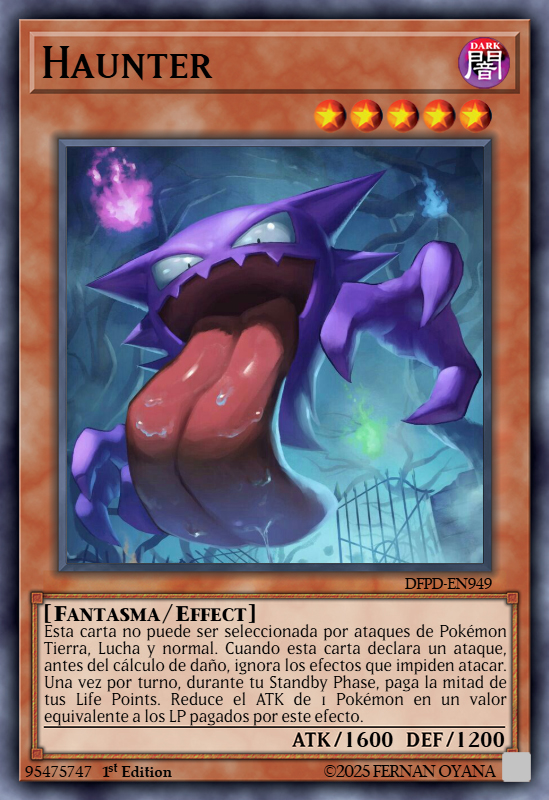 HAUNTER
DARK
闇
DFPD-EN949
[FANTASMA/EFFECT]
Esta carta no puede ser seleccionada por ataques de Pokémon
Tierra, Lucha y normal. Cuando esta carta declara un ataque,
antes del cálculo de daño, ignora los efectos que impiden atacar.
Una vez por turno, durante tu Standby Phase, paga la mitad de
tus Life Points. Reduce el ATK de 1 Pokémon en un valor
equivalente a los LP pagados por este efecto.
ATK/1600 DEF/1200
95474747 1st Edition
©2025 FERNAN OYANA